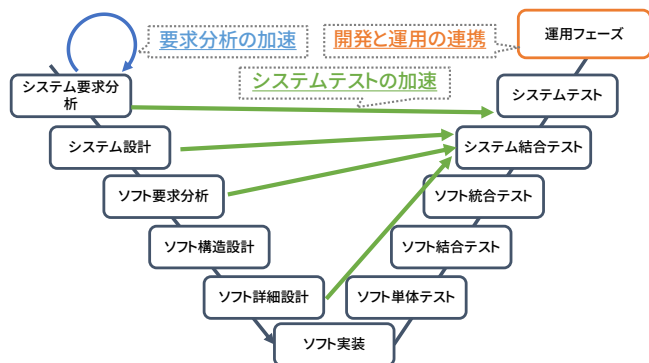 要求分析の加速
開発と運用の連携
運用フェーズ
システムテストの加速
システム要求分
析
システムテスト
システム設計
システム結合テスト
ソフト要求分析
ソフト統合テスト
ソフト構造設計
ソフト結合テスト
ソフト詳細設計
ソフト単体テスト
ソフト実装